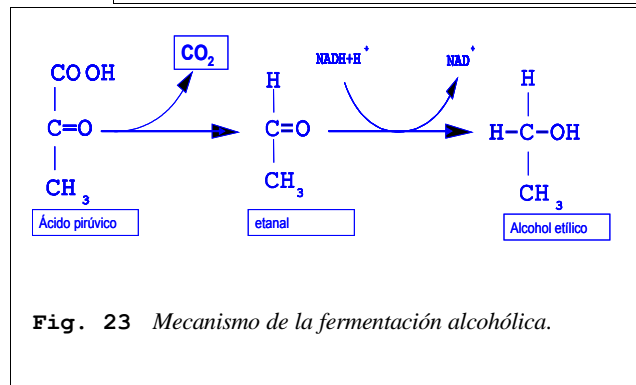 CO₂
NADH+H⁺
NAD⁺
COOH
H
H
C=O
C=O
H-C-OH
CH₃
CH₃
CH₃
Ácido pirúvico
etanal
Alcohol etílico
Fig. 23 Mecanismo de la fermentación alcohólica.